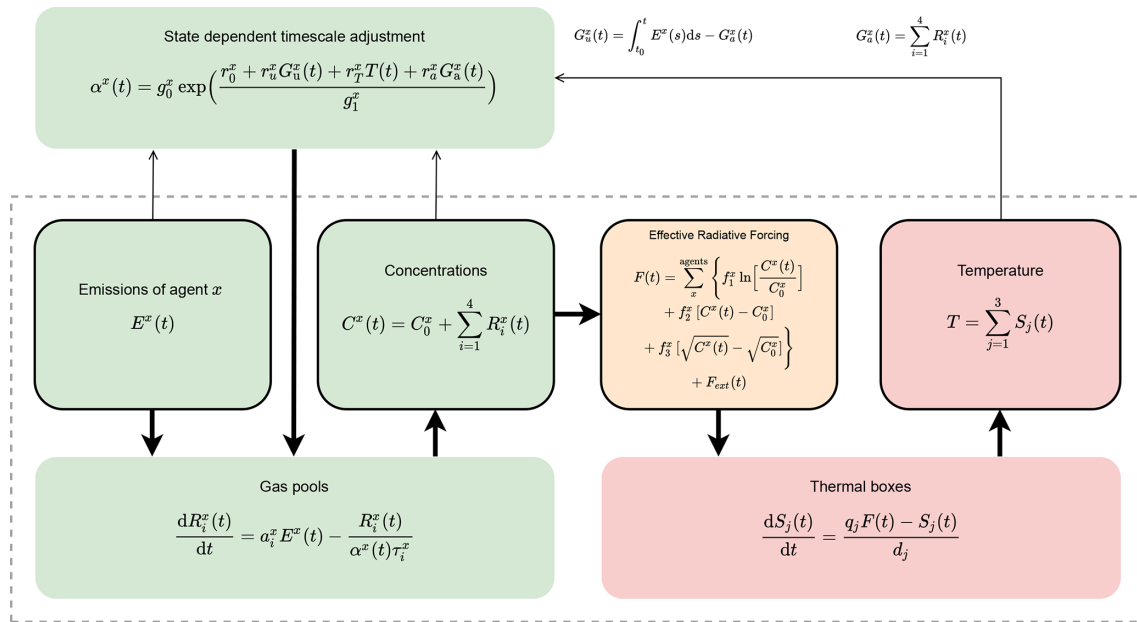 State dependent timescale adjustment
α^x(t) = g_0^x exp( (r_0^x + r_u^x G_u^x(t) + r_T^x T(t) + r_a^x G_a^x(t)) / g_1^x )
G_u^x(t) = ∫_{t_0}^{t} E^x(s)ds − G_a^x(t)
G_a^x(t) = ∑_{i=1}^{4} R_i^x(t)
Emissions of agent x
E^x(t)
Concentrations
C^x(t) = C_0^x + ∑_{i=1}^{4} R_i^x(t)
Effective Radiative Forcing
F(t) = ∑_{x}^{agents} { f_1^x ln[ C^x(t) / C_0^x ]
+ f_2^x [C^x(t) − C_0^x]
+ f_3^x [√C^x(t) − √C_0^x] }
+ F_{ext}(t)
Temperature
T = ∑_{j=1}^{3} S_j(t)
Gas pools
dR_i^x(t) / dt = a_i^x E^x(t) − R_i^x(t) / (α^x(t)τ_i^x)
Thermal boxes
dS_j(t) / dt = (q_j F(t) − S_j(t)) / d_j